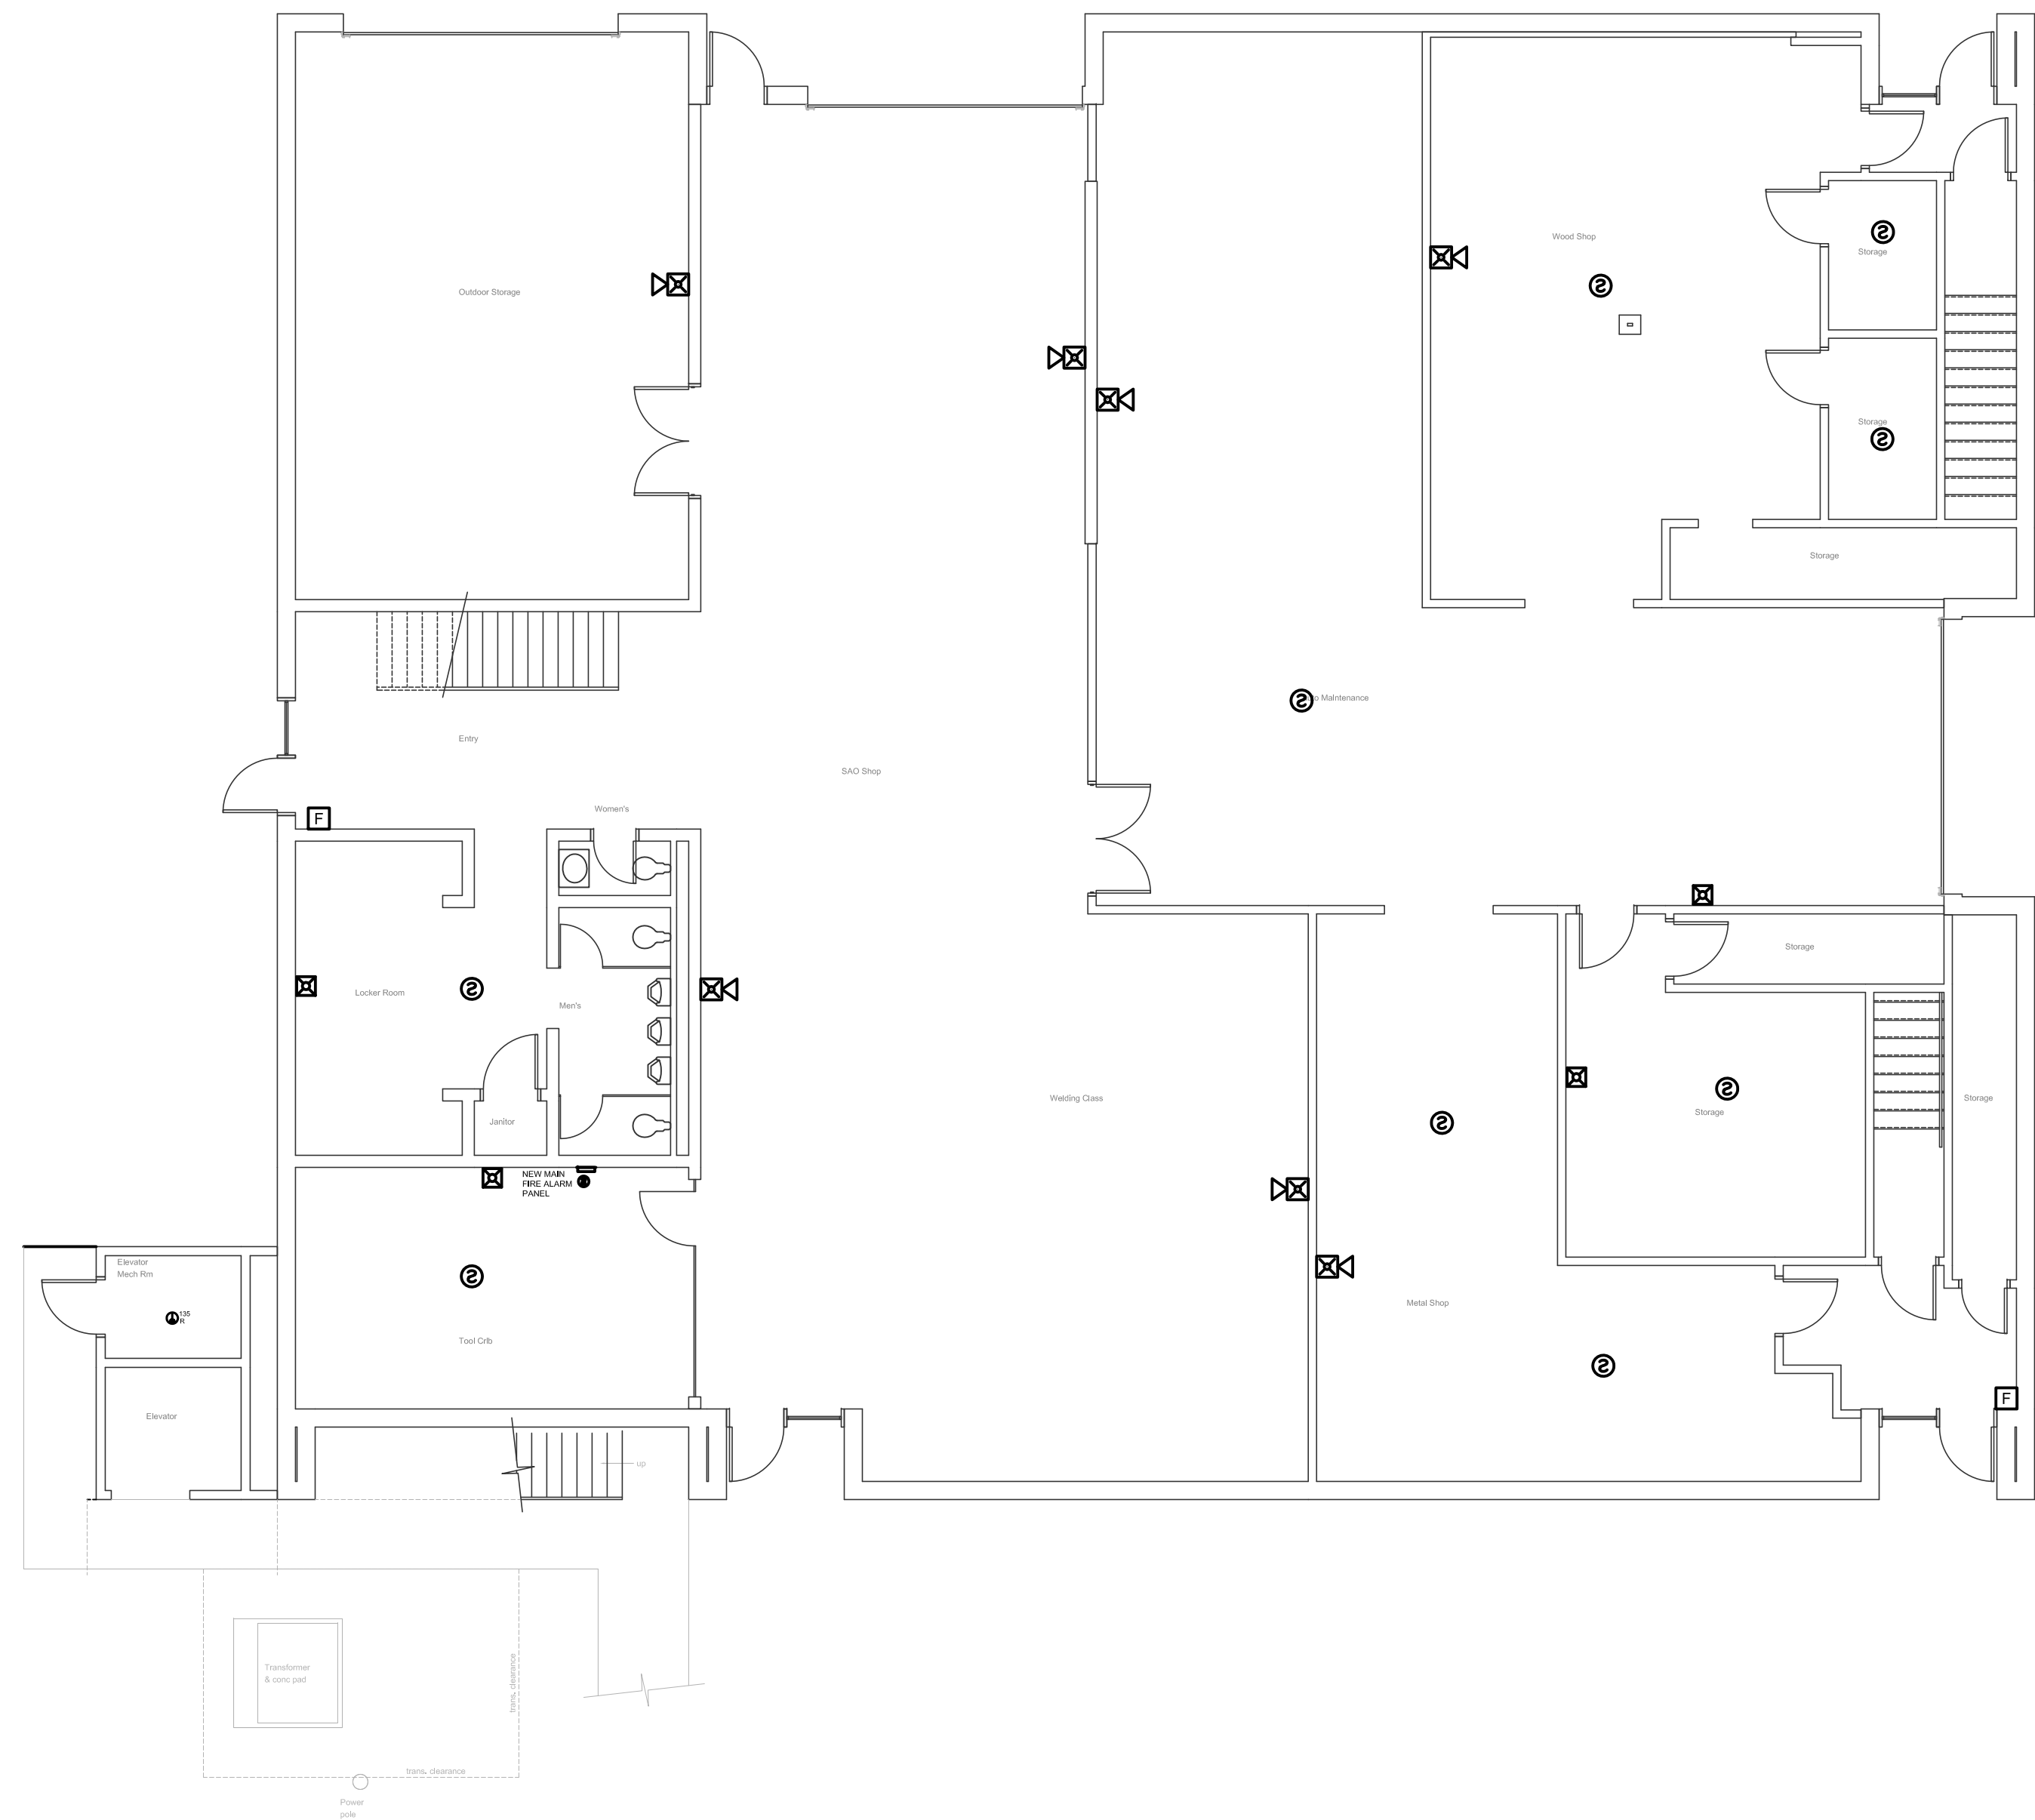 Wood Shop
Storage
Outdoor Storage
Storage
Storage
Maintenance
Entry
SAO Shop
Women's
F
Storage
Locker Room
Men's
Welding Class
Storage
Storage
Janitor
NEW MAIN
FIRE ALARM
PANEL
Elevator
Mech Rm
135
R
Metal Shop
Tool Crib
F
Elevator
up
Transformer
& conc pad
trans. clearance
trans. clearance
Power
pole